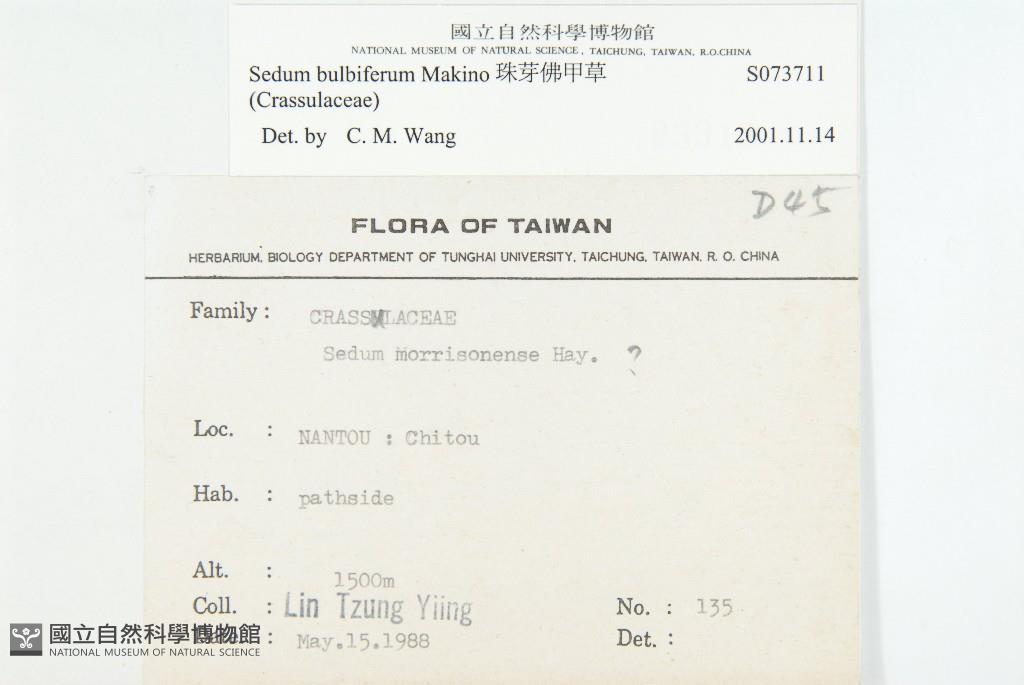 國立自然科學博物館
NATIONAL MUSEUM OF NATURAL SCIENCE, TAICHUNG, TAIWAN, R.O.CHINA
Sedum bulbiferum Makino 珠芽佛甲草 S073711
(Crassulaceae)
Det. by C. M. Wang 2001.11.14
D45
FLORA OF TAIWAN
HERBARIUM, BIOLOGY DEPARTMENT OF TUNGHAI UNIVERSITY, TAICHUNG, TAIWAN, R. O. CHINA
Family: CRASSULACEAE
Sedum morrisonense Hay. ?
Loc. : NANTOU : Chitou
Hab. : pathside
Alt. : 1500m
Coll. : Lin Tzung Yiing No. : 135
: May.15.1988 Det. :
國立自然科學博物館
NATIONAL MUSEUM OF NATURAL SCIENCE